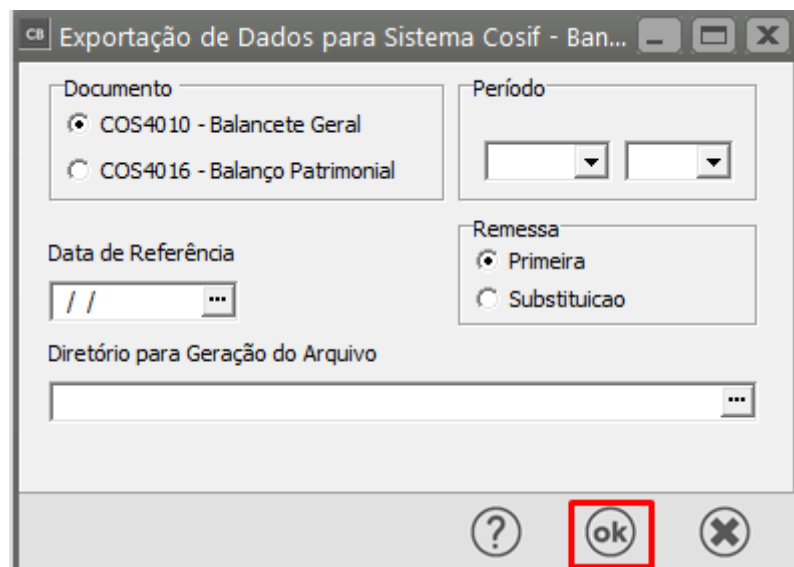 CB Exportação de Dados para Sistema Cosif - Ban...
Documento
COS4010 - Balancete Geral
COS4016 - Balanço Patrimonial
Período
Data de Referência
/ / ...
Remessa
Primeira
Substituicao
Diretório para Geração do Arquivo
...
? ok